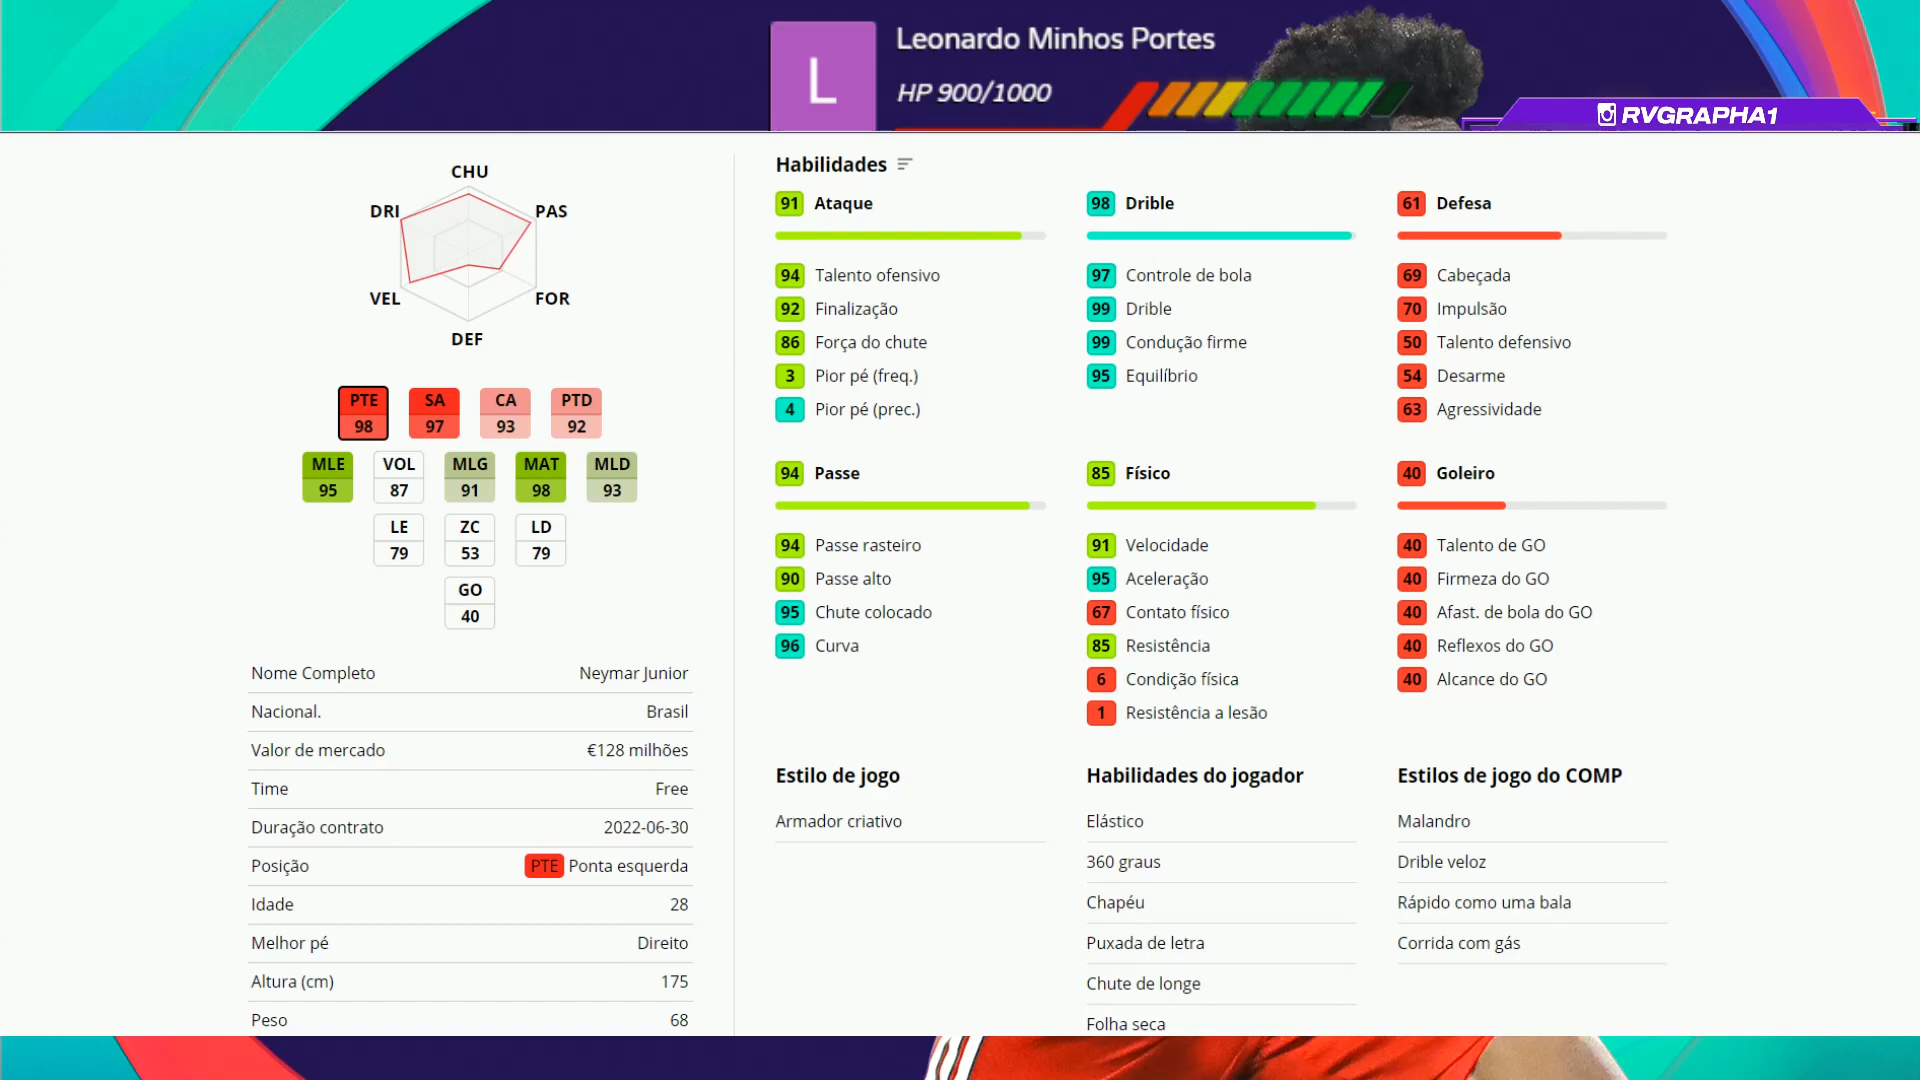 L
Leonardo Minhos Portes
HP 900/1000
RVGRAPHA1
CHU
DRI
PAS
VEL
FOR
DEF
PTE
98
SA
97
CA
93
PTD
92
MLE
95
VOL
87
MLG
91
MAT
98
MLD
93
LE
79
ZC
53
LD
79
GO
40
Nome Completo Neymar Junior
Nacional. Brasil
Valor de mercado €128 milhões
Time Free
Duração contrato 2022-06-30
Posição PTE Ponta esquerda
Idade 28
Melhor pé Direito
Altura (cm) 175
Peso 68
Habilidades
91 Ataque
94 Talento ofensivo
92 Finalização
86 Força do chute
3 Pior pé (freq.)
4 Pior pé (prec.)
98 Drible
97 Controle de bola
99 Drible
99 Condução firme
95 Equilíbrio
61 Defesa
69 Cabeçada
70 Impulsão
50 Talento defensivo
54 Desarme
63 Agressividade
94 Passe
94 Passe rasteiro
90 Passe alto
95 Chute colocado
96 Curva
85 Físico
91 Velocidade
95 Aceleração
67 Contato físico
85 Resistência
6 Condição física
1 Resistência a lesão
40 Goleiro
40 Talento de GO
40 Firmeza do GO
40 Afast. de bola do GO
40 Reflexos do GO
40 Alcance do GO
Estilo de jogo
Armador criativo
Habilidades do jogador
Elástico
360 graus
Chapéu
Puxada de letra
Chute de longe
Folha seca
Estilos de jogo do COMP
Malandro
Drible veloz
Rápido como uma bala
Corrida com gás